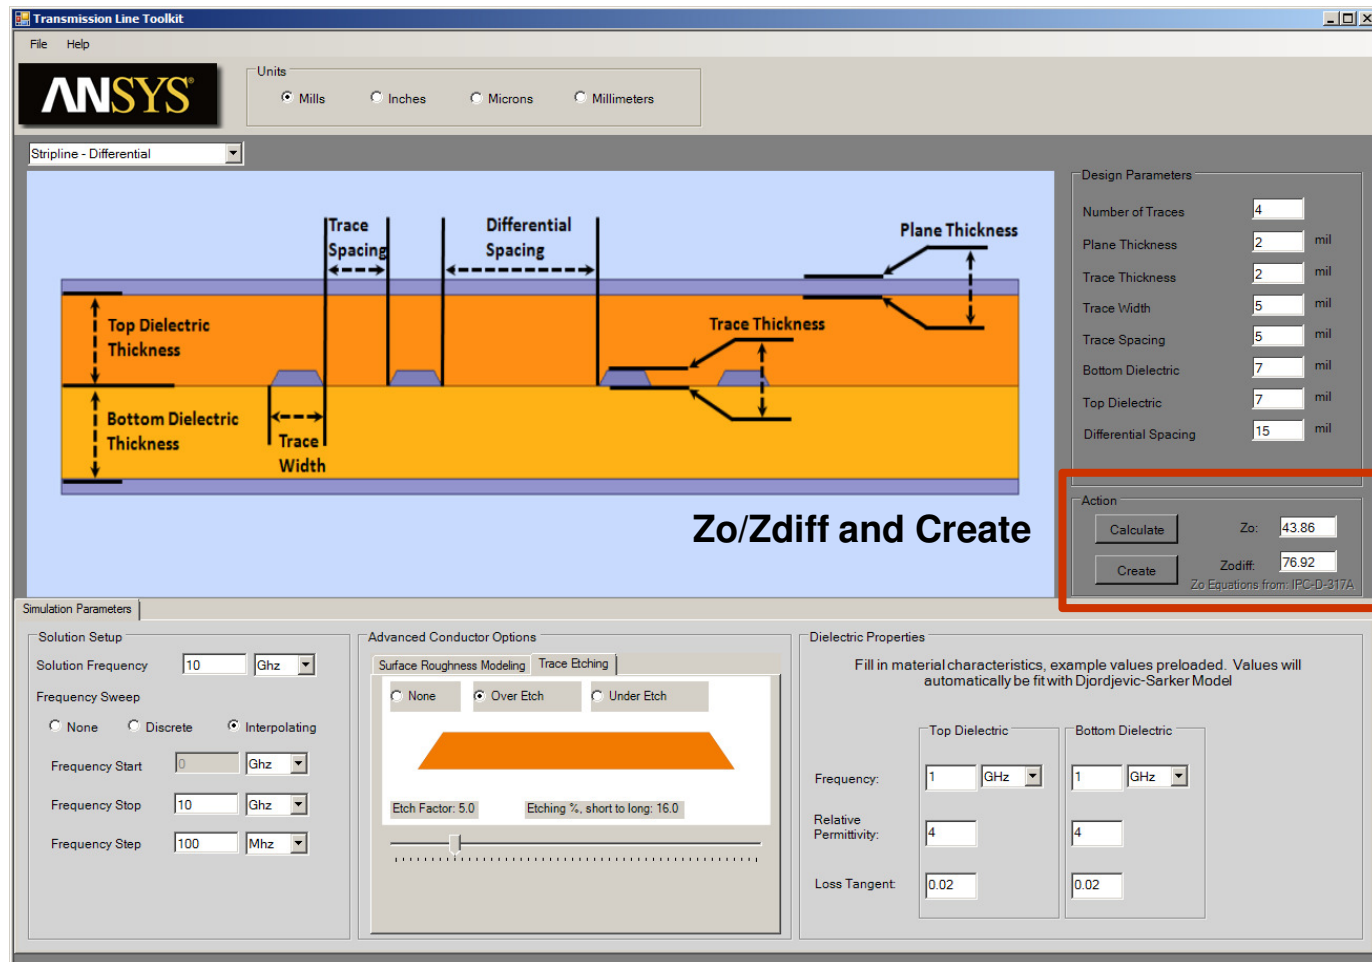 Transmission Line Toolkit
File Help
ANSYS®
Units
Mills Inches Microns Millimeters
Stripline - Differential
Trace
Spacing
Differential
Spacing
Plane Thickness
Top Dielectric
Thickness
Trace Thickness
Bottom Dielectric
Thickness
Trace
Width
Zo/Zdiff and Create
Design Parameters
Number of Traces 4
Plane Thickness 2 mil
Trace Thickness 2 mil
Trace Width 5 mil
Trace Spacing 5 mil
Bottom Dielectric 7 mil
Top Dielectric 7 mil
Differential Spacing 15 mil
Action
Calculate Zo: 43.86
Create Zodiff: 76.92
Zo Equations from: IPC-D-317A
Simulation Parameters
Solution Setup
Solution Frequency 10 Ghz
Frequency Sweep
None Discrete Interpolating
Frequency Start 0 Ghz
Frequency Stop 10 Ghz
Frequency Step 100 Mhz
Advanced Conductor Options
Surface Roughness Modeling Trace Etching
None Over Etch Under Etch
Etch Factor: 5.0 Etching %, short to long: 16.0
Dielectric Properties
Fill in material characteristics, example values preloaded. Values will
automatically be fit with Djordjevic-Sarker Model
Top Dielectric Bottom Dielectric
Frequency: 1 GHz 1 GHz
Relative
Permittivity: 4 4
Loss Tangent: 0.02 0.02